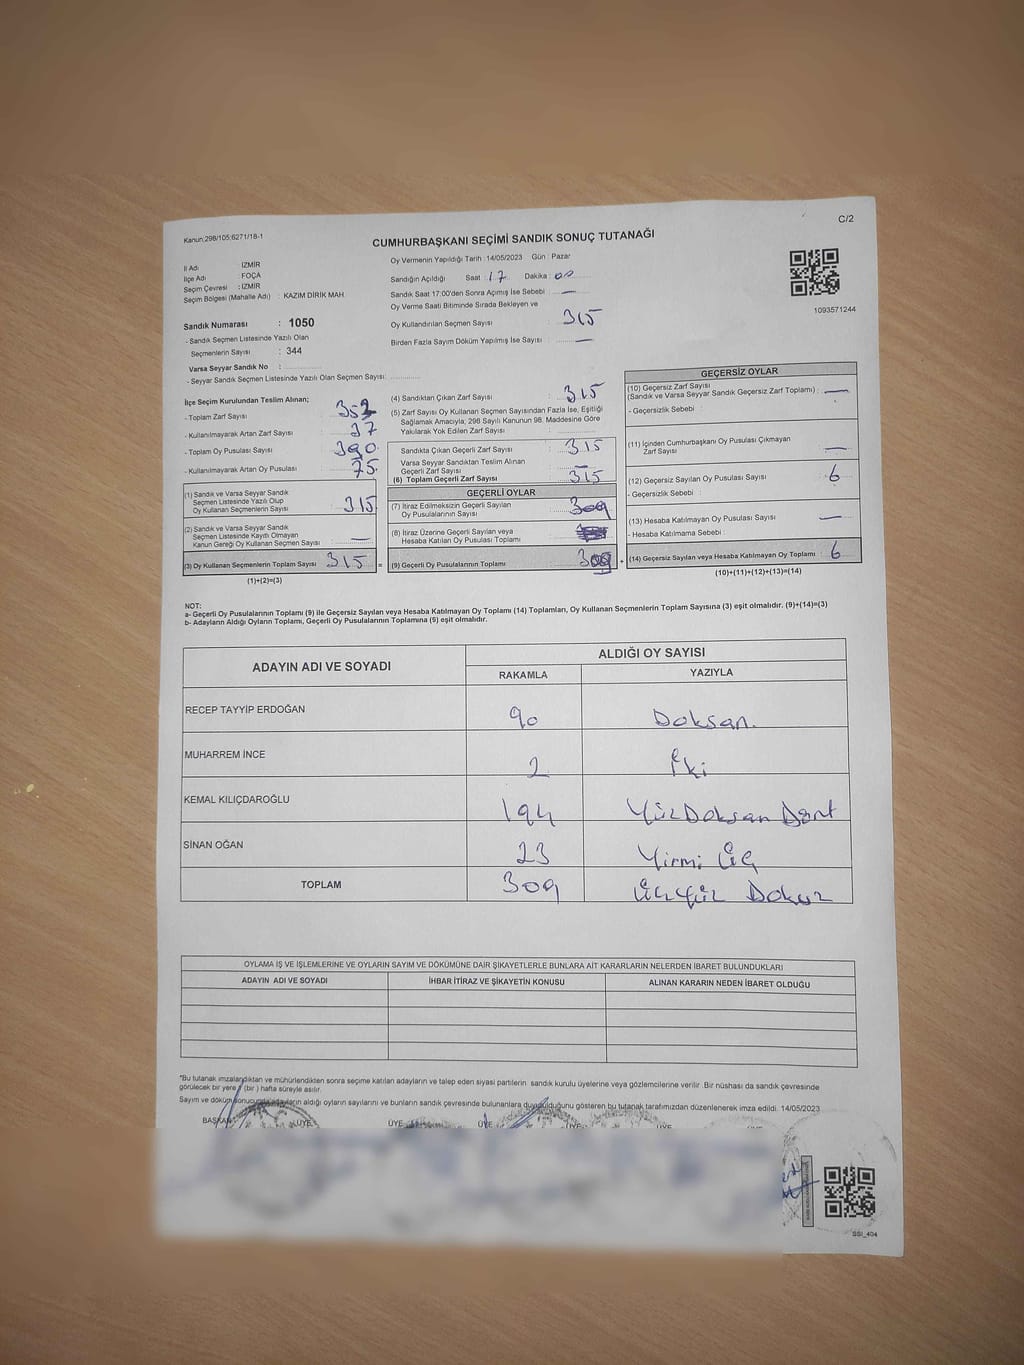 Kanun:298/105:6271/18-1
C/2
CUMHURBAŞKANI SEÇİMİ SANDIK SONUÇ TUTANAĞI
İl Adı : İZMİR
İlçe Adı : FOÇA
Seçim Çevresi : İZMİR
Seçim Bölgesi (Mahalle Adı) : KAZIM DİRİK MAH.
Sandık Numarası : 1050
- Sandık Seçmen Listesinde Yazılı Olan
Seçmenlerin Sayısı : 344
Varsa Seyyar Sandık No :
- Seyyar Sandık Seçmen Listesinde Yazılı Olan Seçmen Sayısı:
Oy Vermenin Yapıldığı Tarih : 14/05/2023 Gün : Pazar
Sandığın Açıldığı Saat : 17 Dakika : 00
Sandık Saat 17:00'den Sonra Açımış İse Sebebi : —
Oy Verme Saati Bitiminde Sırada Bekleyen ve
Oy Kullandırılan Seçmen Sayısı : 315
Birden Fazla Sayım Döküm Yapılmış İse Sayısı : —
1093571244
İlçe Seçim Kurulundan Teslim Alınan;
- Toplam Zarf Sayısı : 352
- Kullanılmayarak Artan Zarf Sayısı : 37
- Toplam Oy Pusulası Sayısı : 390
- Kullanılmayarak Artan Oy Pusulası : 75
(1) Sandık ve Varsa Seyyar Sandık
Seçmen Listesinde Yazılı Olup
Oy Kullanan Seçmenlerin Sayısı : 315
(2) Sandık ve Varsa Seyyar Sandık
Seçmen Listesinde Kayıtlı Olmayan
Kanun Gereği Oy Kullanan Seçmen Sayısı : —
(3) Oy Kullanan Seçmenlerin Toplam Sayısı : 315 =
(1)+(2)=(3)
(4) Sandıktan Çıkan Zarf Sayısı : 315
(5) Zarf Sayısı Oy Kullanan Seçmen Sayısından Fazla İse, Eşitliği
Sağlamak Amacıyla, 298 Sayılı Kanunun 98. Maddesine Göre
Yakılarak Yok Edilen Zarf Sayısı :
Sandıkta Çıkan Geçerli Zarf Sayısı : 315
Varsa Seyyar Sandıktan Teslim Alınan
Geçerli Zarf Sayısı : —
(6) Toplam Geçerli Zarf Sayısı : 315
GEÇERLİ OYLAR
(7) İtiraz Edilmeksizin Geçerli Sayılan
Oy Pusulalarının Sayısı : 309
(8) İtiraz Üzerine Geçerli Sayılan veya
Hesaba Katılan Oy Pusulası Toplamı :
(9) Geçerli Oy Pusulalarının Toplamı : 309 +
GEÇERSİZ OYLAR
(10) Geçersiz Zarf Sayısı
(Sandık ve Varsa Seyyar Sandık Geçersiz Zarf Toplamı) : —
- Geçersizlik Sebebi :
(11) İçinden Cumhurbaşkanı Oy Pusulası Çıkmayan
Zarf Sayısı : —
(12) Geçersiz Sayılan Oy Pusulası Sayısı : 6
- Geçersizlik Sebebi :
(13) Hesaba Katılmayan Oy Pusulası Sayısı : —
- Hesaba Katılmama Sebebi :
(14) Geçersiz Sayılan veya Hesaba Katılmayan Oy Toplamı : 6
(10)+(11)+(12)+(13)=(14)
NOT:
a- Geçerli Oy Pusulalarının Toplamı (9) ile Geçersiz Sayılan veya Hesaba Katılmayan Oy Toplamı (14) Toplamları, Oy Kullanan Seçmenlerin Toplam Sayısına (3) eşit olmalıdır. (9)+(14)=(3)
b- Adayların Aldığı Oyların Toplamı, Geçerli Oy Pusulalarının Toplamına (9) eşit olmalıdır.
ADAYIN ADI VE SOYADI ALDIĞI OY SAYISI
RAKAMLA YAZIYLA
RECEP TAYYİP ERDOĞAN 90 Doksan.
MUHARREM İNCE 2 İki
KEMAL KILIÇDAROĞLU 194 YüzDoksan Dört
SİNAN OĞAN 23 Yirmi Üç
TOPLAM 309 ÜçYüz Dokuz
OYLAMA İŞ VE İŞLEMLERİNE VE OYLARIN SAYIM VE DÖKÜMÜNE DAİR ŞİKAYETLERLE BUNLARA AİT KARARLARIN NELERDEN İBARET BULUNDUKLARI
ADAYIN ADI VE SOYADI İHBAR İTİRAZ VE ŞİKAYETİN KONUSU ALINAN KARARIN NEDEN İBARET OLDUĞU
*Bu tutanak imzalandıktan ve mühürlendikten sonra seçime katılan adayların ve talep eden siyasi partilerin sandık kurulu üyelerine veya gözlemcilerine verilir. Bir nüshası da sandık çevresinde
görülecek bir yere 1 (bir ) hafta süreyle asılır.
Sayım ve döküm sonucunda adayların aldığı oyların sayılarını ve bunların sandık çevresinde bulunanlara duyulduğunu gösteren bu tutanak tarafımızdan düzenlenerek imza edildi. 14/05/2023
BAŞKAN ÜYE ÜYE ÜYE ÜYE ÜYE ÜYE
SSİ_404